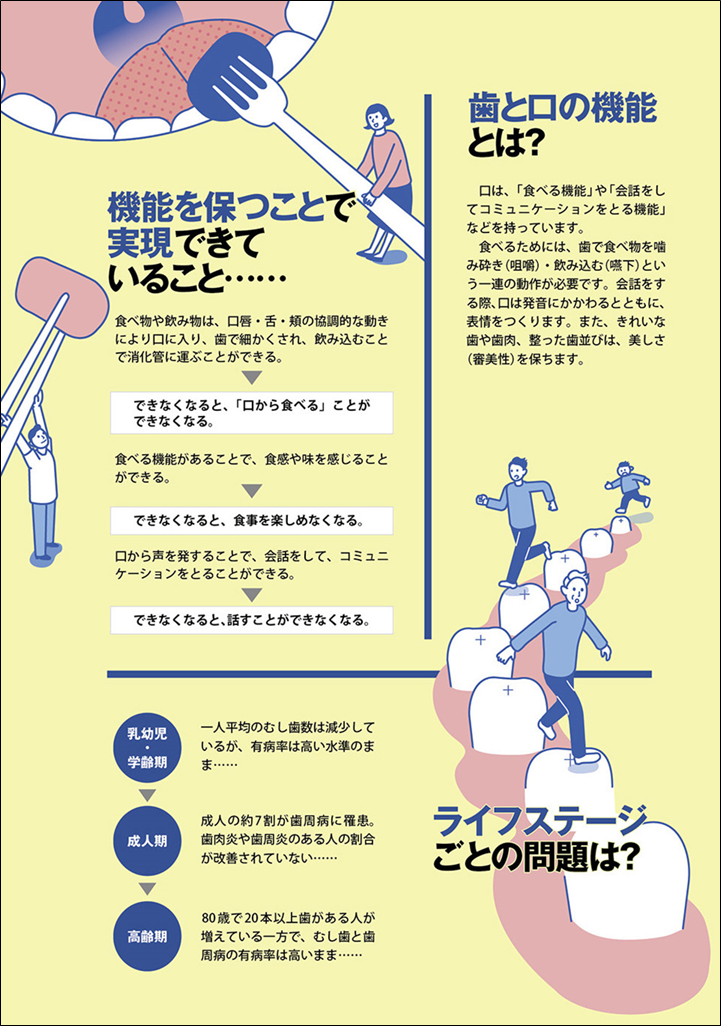 歯と口の機能
とは?
口は、「食べる機能」や「会話をし
てコミュニケーションをとる機能」
などを持っています。
食べるためには、歯で食べ物を噛
み砕き(咀嚼)・飲み込む(嚥下)とい
う一連の動作が必要です。会話をす
る際、口は発音にかかわるとともに、
表情をつくります。また、きれいな
歯や歯肉、整った歯並びは、美しさ
(審美性)を保ちます。
機能を保つことで
実現できて
いること……
食べ物や飲み物は、口唇・舌・頬の協調的な動き
により口に入り、歯で細かくされ、飲み込むこと
で消化管に運ぶことができる。
できなくなると、「口から食べる」ことが
できなくなる。
食べる機能があることで、食感や味を感じること
ができる。
できなくなると、食事を楽しめなくなる。
口から声を発することで、会話をして、コミュニ
ケーションをとることができる。
できなくなると、話すことができなくなる。
ライフステージ
ごとの問題は?
乳幼児
・
学齢期
一人平均のむし歯数は減少して
いるが、有病率は高い水準のま
ま……
成人期
成人の約7割が歯周病に罹患。
歯肉炎や歯周炎のある人の割合
が改善されていない……
高齢期
80歳で20本以上歯がある人が
増えている一方で、むし歯と歯
周病の有病率は高いまま……